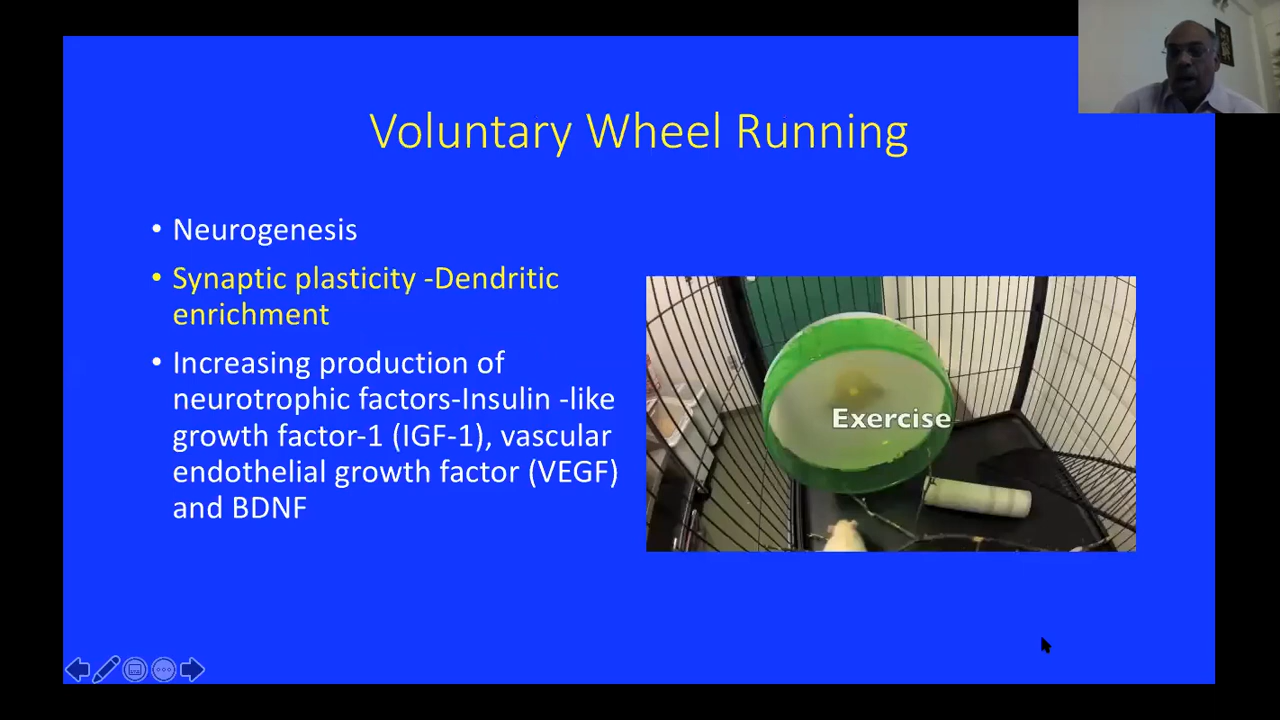 Voluntary Wheel Running
• Neurogenesis
• Synaptic plasticity -Dendritic
enrichment
• Increasing production of
neurotrophic factors-Insulin -like
growth factor-1 (IGF-1), vascular
endothelial growth factor (VEGF)
and BDNF
Exercise